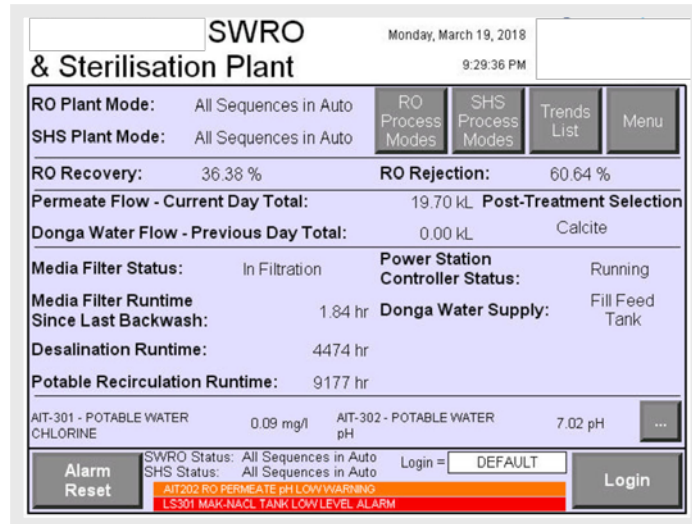 SWRO
& Sterilisation Plant
Monday, March 19, 2018
9:29:36 PM
RO Plant Mode: All Sequences in Auto
SHS Plant Mode: All Sequences in Auto
RO Process Modes
SHS Process Modes
Trends List
Menu
RO Recovery: 36.38 % RO Rejection: 60.64 %
Permeate Flow - Current Day Total: 19.70 kL Post-Treatment Selection
Donga Water Flow - Previous Day Total: 0.00 kL Calcite
Media Filter Status: In Filtration
Power Station
Controller Status: Running
Media Filter Runtime
Since Last Backwash: 1.84 hr
Donga Water Supply: Fill Feed
Tank
Desalination Runtime: 4474 hr
Potable Recirculation Runtime: 9177 hr
AIT-301 - POTABLE WATER
CHLORINE 0.09 mg/l
AIT-302 - POTABLE WATER
pH 7.02 pH
...
Alarm
Reset
SWRO Status: All Sequences in Auto
SHS Status: All Sequences in Auto
Login = DEFAULT
Login
AIT202 RO PERMEATE pH LOW WARNING
LS301 MAK-NACL TANK LOW LEVEL ALARM